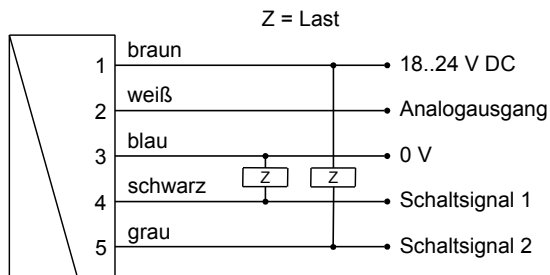 Z = Last
1 braun 18..24 V DC
2 weiß Analogausgang
3 blau 0 V
Z Z
4 schwarz Schaltsignal 1
5 grau Schaltsignal 2